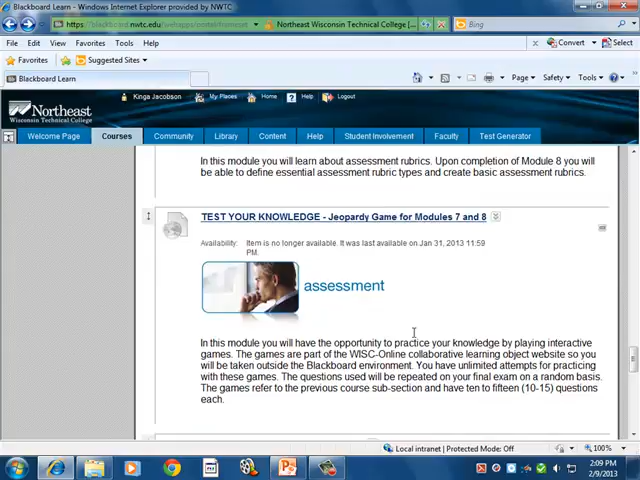 Blackboard Learn - Windows Internet Explorer provided by NWTC
https://blackboard.nwtc.edu/webapps/portal/frameset
Northeast Wisconsin Technical College [US]
Bing
File Edit View Favorites Tools Help
Convert Select
Favorites Suggested Sites
Blackboard Learn
Page Safety Tools
Kinga Jacobson My Places Home Help Logout
Northeast
Wisconsin Technical College
Welcome Page Courses Community Library Content Help Student Involvement Faculty Test Generator
In this module you will learn about assessment rubrics. Upon completion of Module 8 you will
be able to define essential assessment rubric types and create basic assessment rubrics.
TEST YOUR KNOWLEDGE - Jeopardy Game for Modules 7 and 8
Availability: Item is no longer available. It was last available on Jan 31, 2013 11:59
PM.
assessment
In this module you will have the opportunity to practice your knowledge by playing interactive
games. The games are part of the WISC-Online collaborative learning object website so you
will be taken outside the Blackboard environment. You have unlimited attempts for practicing
with these games. The questions used will be repeated on your final exam on a random basis.
The games refer to the previous course sub-section and have ten to fifteen (10-15) questions
each.
Local intranet | Protected Mode: Off
100%
2:09 PM
2/9/2013